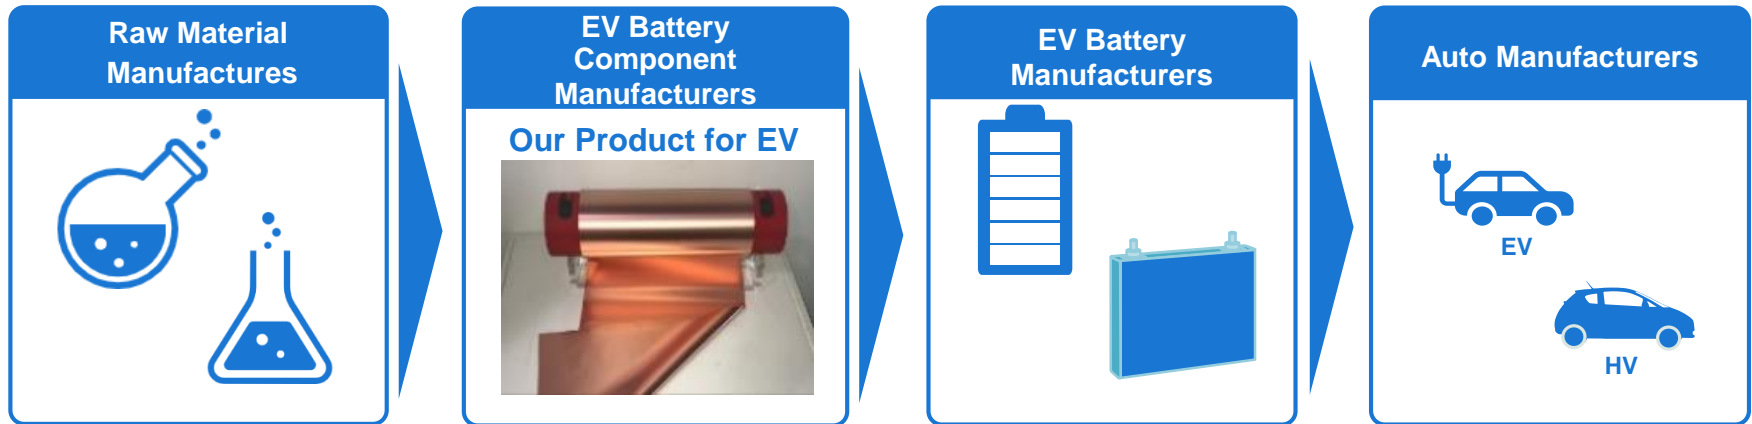 Raw Material
Manufactures
EV Battery
Component
Manufacturers
Our Product for EV
EV Battery
Manufacturers
Auto Manufacturers
EV
HV